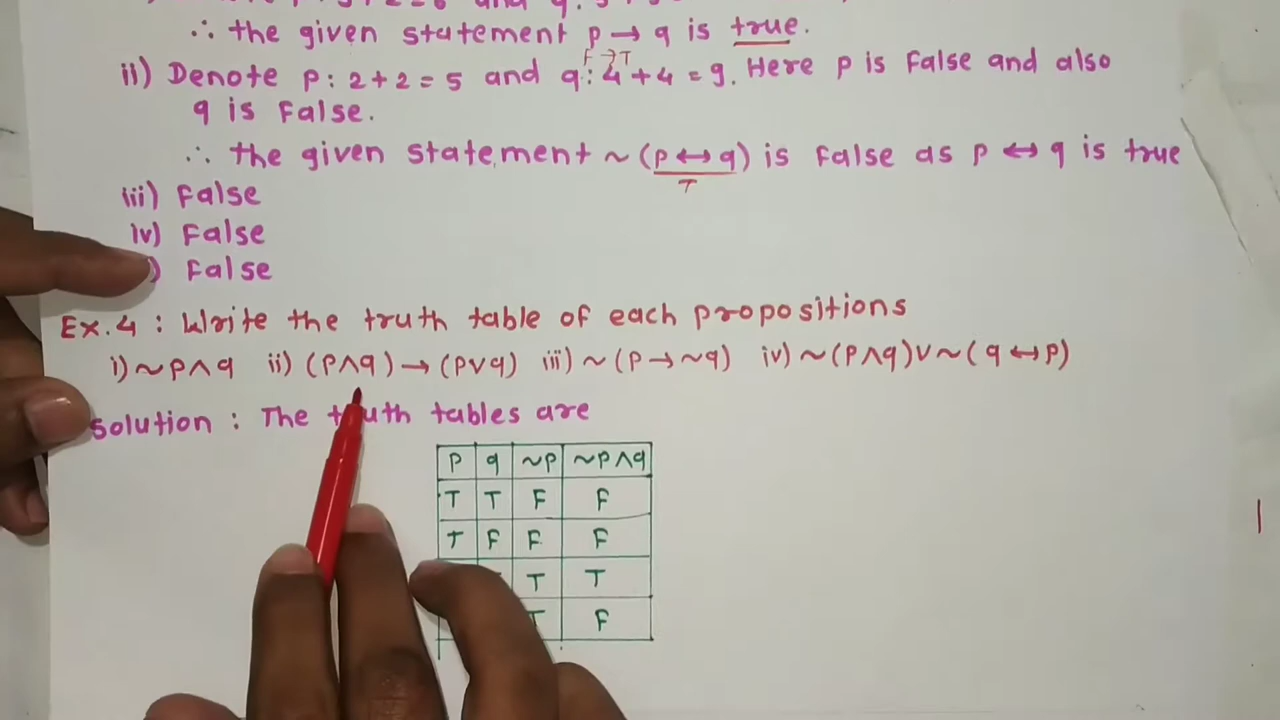 ∴ the given statement p → q is true.
F → T
ii) Denote p : 2 + 2 = 5 and q : 4 + 4 = 9. Here p is False and also
q is False.
∴ the given statement ~ (p ↔ q) is False as p ↔ q is true
T
iii) False
iv) False
) False
Ex. 4 : Write the truth table of each propositions
i) ~p ∧ q ii) (p ∧ q) → (p ∨ q) iii) ~ (p → ~q) iv) ~ (p ∧ q) ∨ ~ (q ↔ p)
Solution : The truth tables are
p q ~p ~p ∧ q
T T F F
T F F F
T T
T F